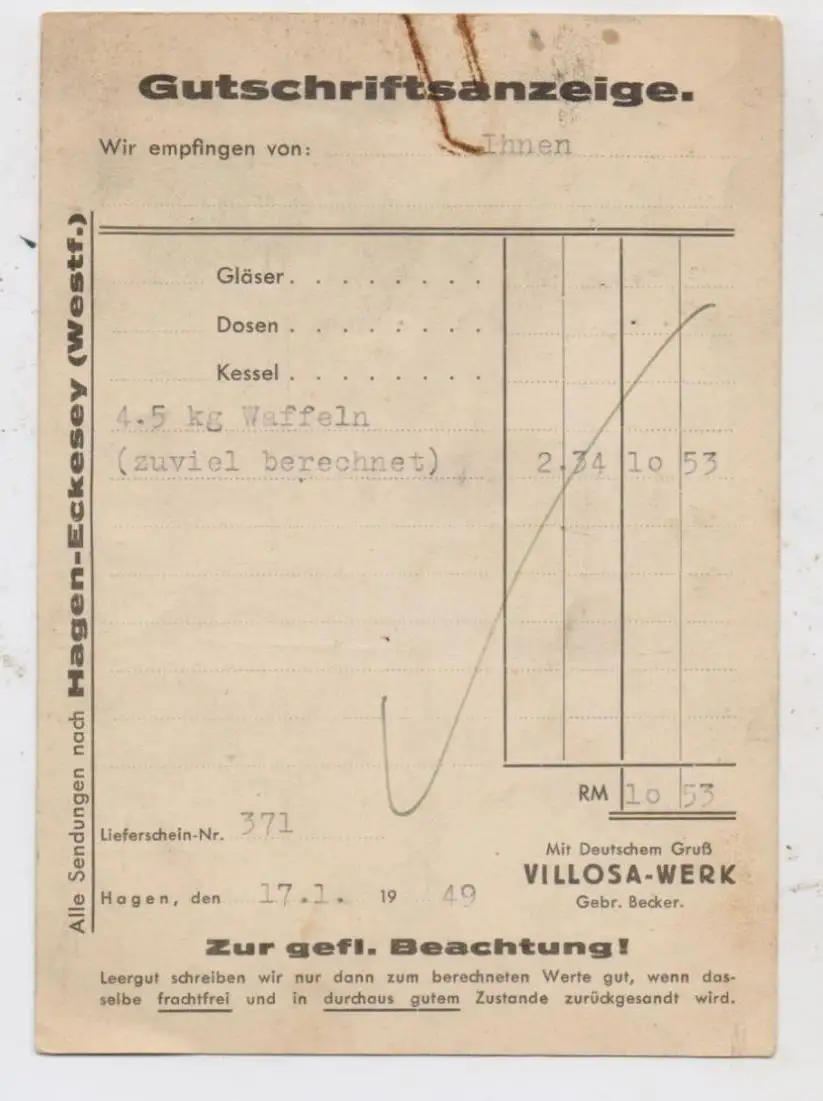 Gutschriftsanzeige.
Wir empfingen von: Ihnen
Gläser . . . . . . . .
Dosen . . . . . . . .
Kessel . . . . . . . .
4.5 kg Waffeln
(zuviel berechnet) 2.34 lo 53
RM lo 53
Lieferschein-Nr. 371
Mit Deutschem Gruß
VILLOSA-WERK
Gebr. Becker.
Hagen, den 17.1. 19 49
Zur gefl. Beachtung!
Leergut schreiben wir nur dann zum berechneten Werte gut, wenn das-
selbe frachtfrei und in durchaus gutem Zustande zurückgesandt wird.
Alle Sendungen nach Hagen-Eckesey (Westf.)